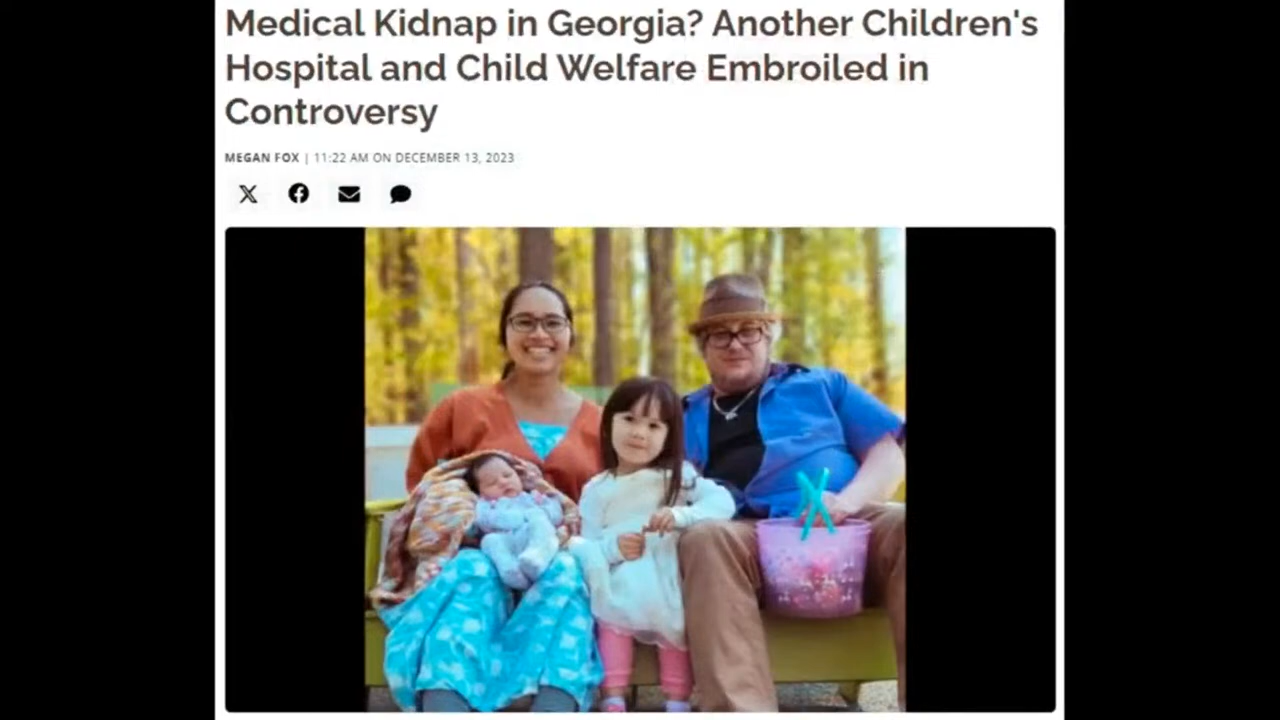 Medical Kidnap in Georgia? Another Children's
Hospital and Child Welfare Embroiled in
Controversy
MEGAN FOX | 11:22 AM ON DECEMBER 13, 2023